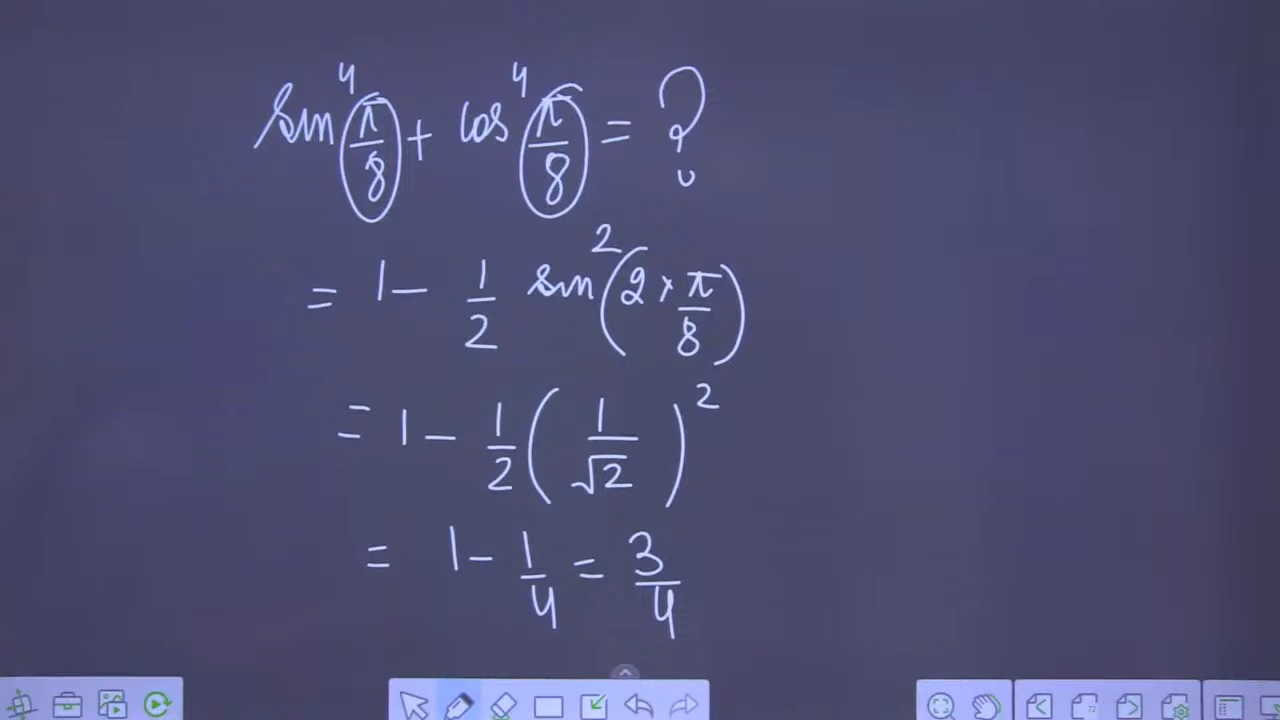 sin⁴ π/8 + cos⁴ π/8 = ?
= 1 - 1/2 sin² (2 × π/8)
= 1 - 1/2 (1/√2)²
= 1 - 1/4 = 3/4
72